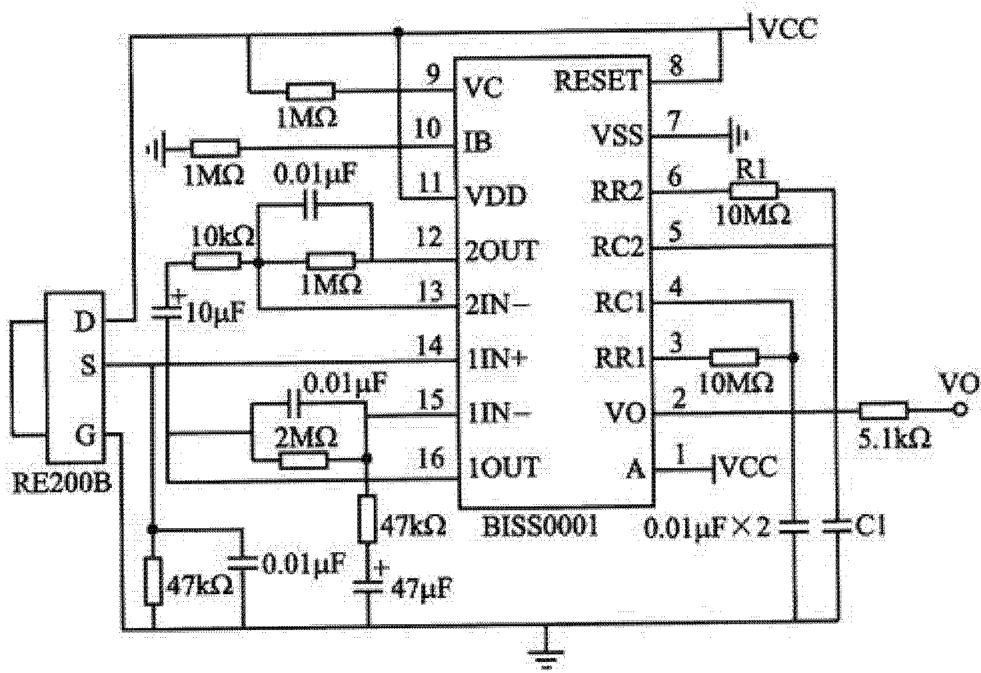 VCC
9 VC
RESET 8
1MΩ
10 IB
VSS 7
1MΩ
0.01μF
11 VDD
RR2 6
R1
10MΩ
10kΩ
12 2OUT
RC2 5
1MΩ
13 2IN−
RC1 4
10μF
D
14 1IN+
RR1 3
10MΩ
S
0.01μF
15 1IN−
VO 2
VO
5.1kΩ
G
2MΩ
16 1OUT
A 1
VCC
RE200B
BISS0001
47kΩ
0.01μF×2
C1
47kΩ
0.01μF
+
47μF
+